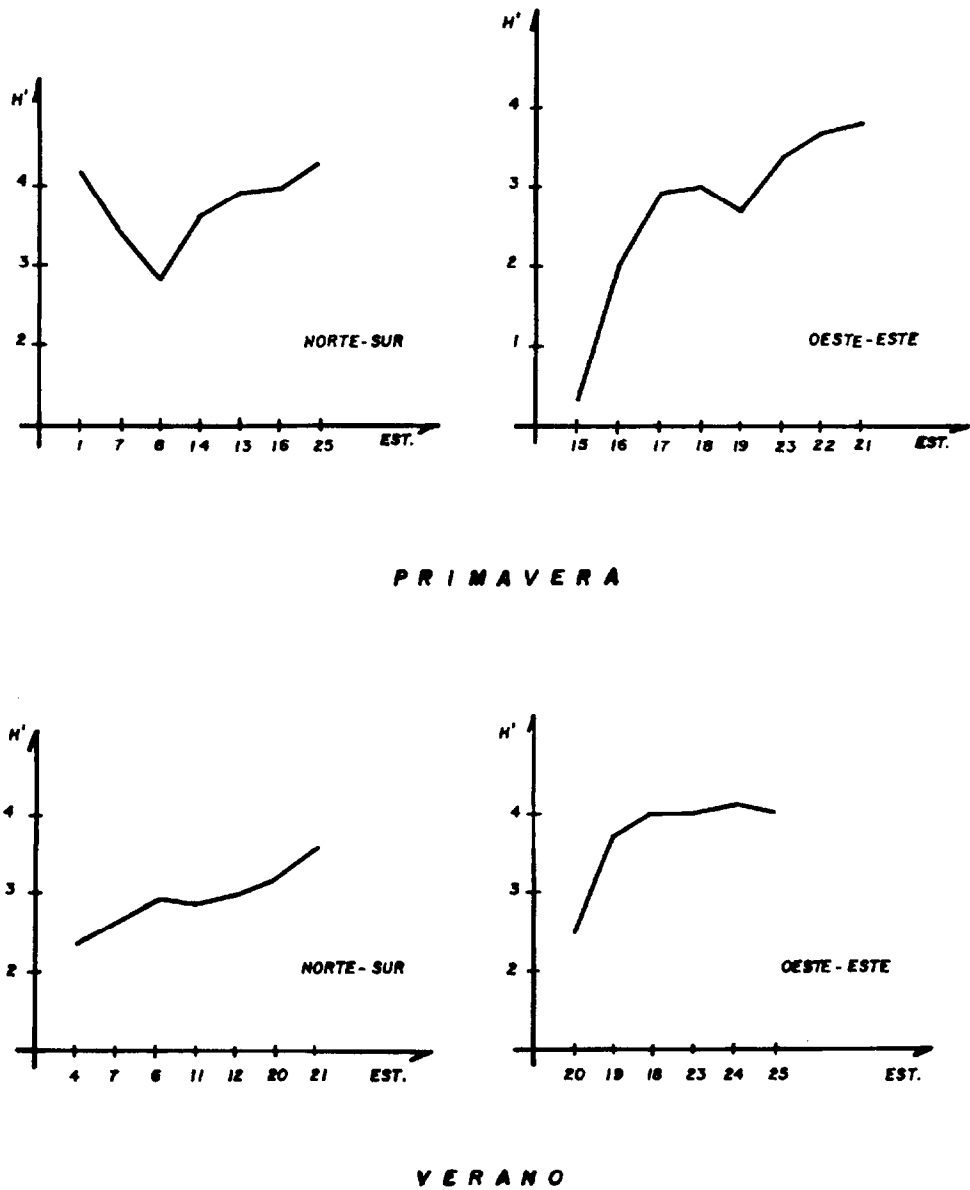 H'
4
3
2
NORTE-SUR
1 7 8 14 13 16 25 EST.
H'
4
3
2
1
OESTE-ESTE
15 16 17 18 19 23 22 21 EST.
PRIMAVERA
H'
4
3
2
NORTE-SUR
4 7 6 11 12 20 21 EST.
H'
4
3
2
OESTE-ESTE
20 19 18 23 24 25 EST.
VERANO